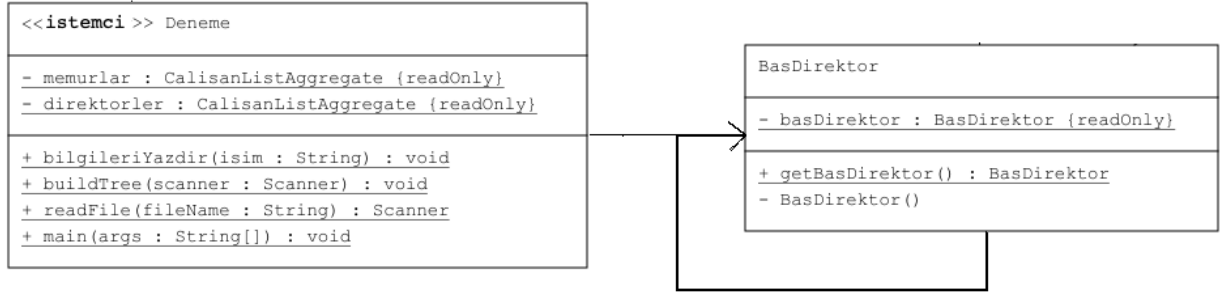 <<istemci >> Deneme
- memurlar : CalisanListAggregate {readOnly}
- direktorler : CalisanListAggregate {readOnly}
+ bilgileriYazdir(isim : String) : void
+ buildTree(scanner : Scanner) : void
+ readFile(fileName : String) : Scanner
+ main(args : String[]) : void
BasDirektor
- basDirektor : BasDirektor {readOnly}
+ getBasDirektor() : BasDirektor
- BasDirektor()